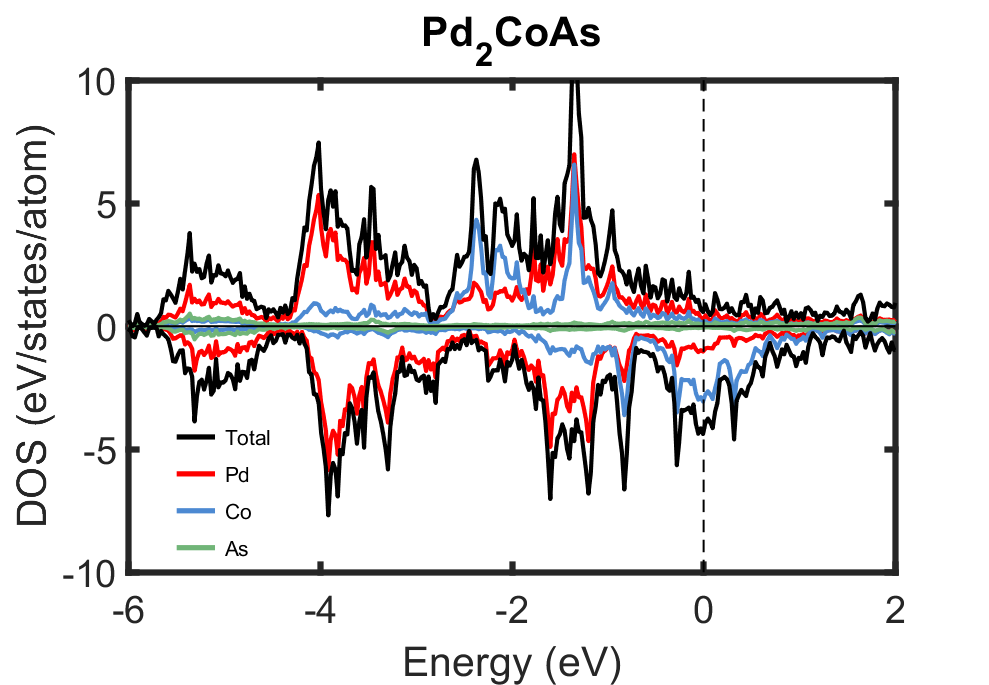 Pd₂CoAs
10
5
0
-5
-10
DOS (eV/states/atom)
Total
Pd
Co
As
-6 -4 -2 0 2
Energy (eV)